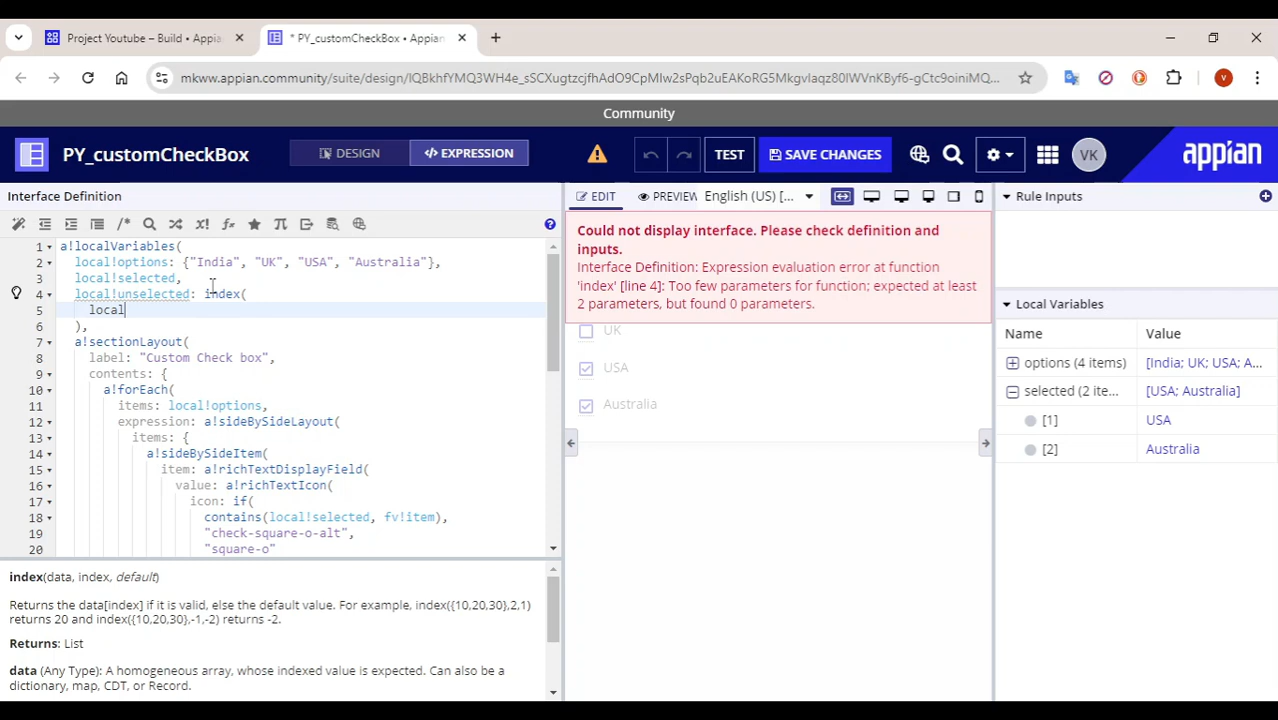 Project Youtube – Build • Appia
* PY_customCheckBox • Appian
mkww.appian.community/suite/design/
Community
PY_customCheckBox
DESIGN
</> EXPRESSION
TEST
SAVE CHANGES
VK
appian
Interface Definition
EDIT
PREVIEW
English (US) [...
Rule Inputs
1 a!localVariables(
2 local!options: {"India", "UK", "USA", "Australia"},
3 local!selected,
4 local!unselected: index(
5 local
6 ),
7 a!sectionLayout(
8 label: "Custom Check box",
9 contents: {
10 a!forEach(
11 items: local!options,
12 expression: a!sideBySideLayout(
13 items: {
14 a!sideBySideItem(
15 item: a!richTextDisplayField(
16 value: a!richTextIcon(
17 icon: if(
18 contains(local!selected, fv!item),
19 "check-square-o-alt",
20 "square-o"
index(data, index, default)
Returns the data[index] if it is valid, else the default value. For example, index({10,20,30},2,1)
returns 20 and index({10,20,30},-1,-2) returns -2.
Returns: List
data (Any Type): A homogeneous array, whose indexed value is expected. Can also be a
dictionary, map, CDT, or Record.
Could not display interface. Please check definition and
inputs.
Interface Definition: Expression evaluation error at function
'index' [line 4]: Too few parameters for function; expected at least
2 parameters, but found 0 parameters.
UK
USA
Australia
Local Variables
Name Value
options (4 items) [India; UK; USA; A...
selected (2 ite... [USA; Australia]
[1] USA
[2] Australia